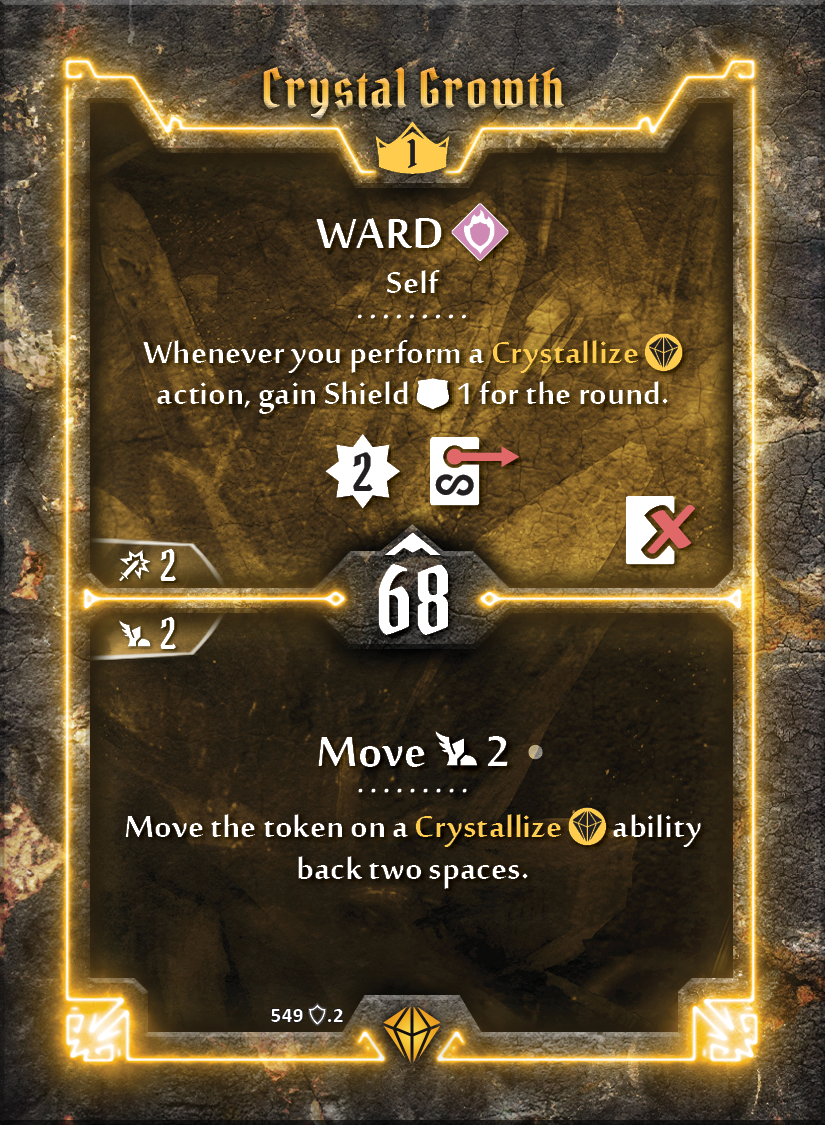 Crystal Growth
1
WARD
Self
Whenever you perform a Crystallize
action, gain Shield 1 for the round.
2
∞
2
68
2
Move 2
Move the token on a Crystallize ability
back two spaces.
549 .2